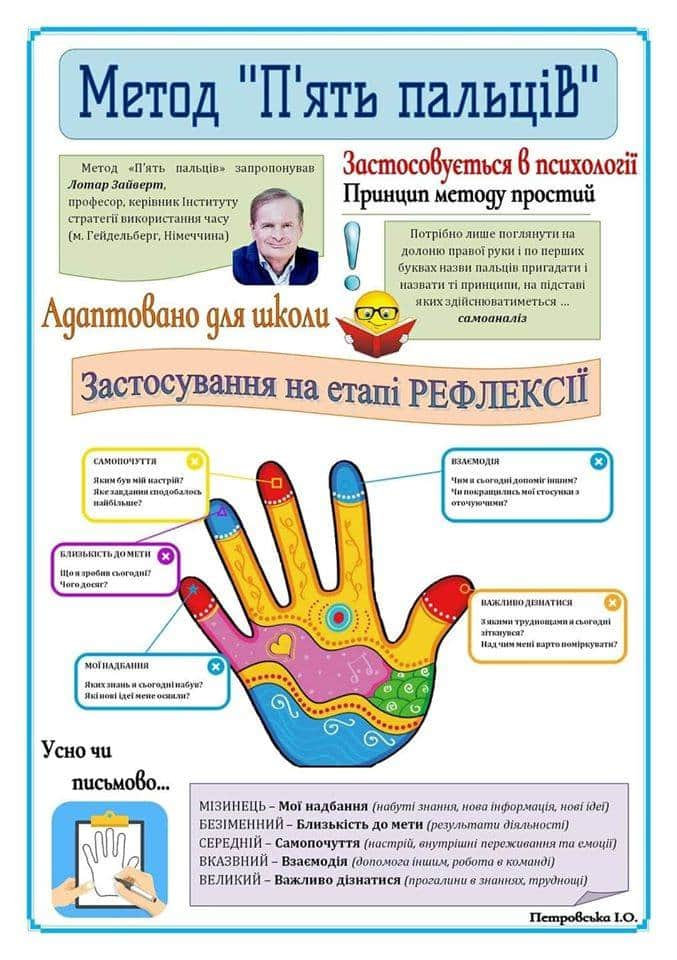 Метод "П'ять пальців"
Метод «П'ять пальців» запропонував
Лотар Зайверт,
професор, керівник Інституту
стратегії використання часу
(м. Гейдельберг, Німеччина)
Застосовується в психології
Принцип методу простий
Потрібно лише поглянути на
долоню правої руки і по перших
буквах назви пальців пригадати і
назвати ті принципи, на підставі
яких здійснюватиметься ...
самоаналіз
Адаптовано для школи
Застосування на етапі РЕФЛЕКСІЇ
САМОПОЧУТТЯ
Яким був мій настрій?
Яке завдання сподобалось
найбільше?
ВЗАЄМОДІЯ
Чим я сьогодні допоміг іншим?
Чи покращились мої стосунки з
оточуючими?
БЛИЗЬКІСТЬ ДО МЕТИ
Що я зробив сьогодні?
Чого досяг?
ВАЖЛИВО ДІЗНАТИСЯ
З якими труднощами я сьогодні
зіткнувся?
Над чим мені варто поміркувати?
МОЇ НАДБАННЯ
Яких знань я сьогодні набув?
Які нові ідеї мене осяяли?
Усно чи
письмово...
МІЗИНЕЦЬ – Мої надбання (набуті знання, нова інформація, нові ідеї)
БЕЗІМЕННИЙ – Близькість до мети (результати діяльності)
СЕРЕДНІЙ – Самопочуття (настрій, внутрішні переживання та емоції)
ВКАЗВНИЙ – Взаємодія (допомога іншим, робота в команді)
ВЕЛИКИЙ – Важливо дізнатися (прогалини в знаннях, труднощі)
Петровська І.О.